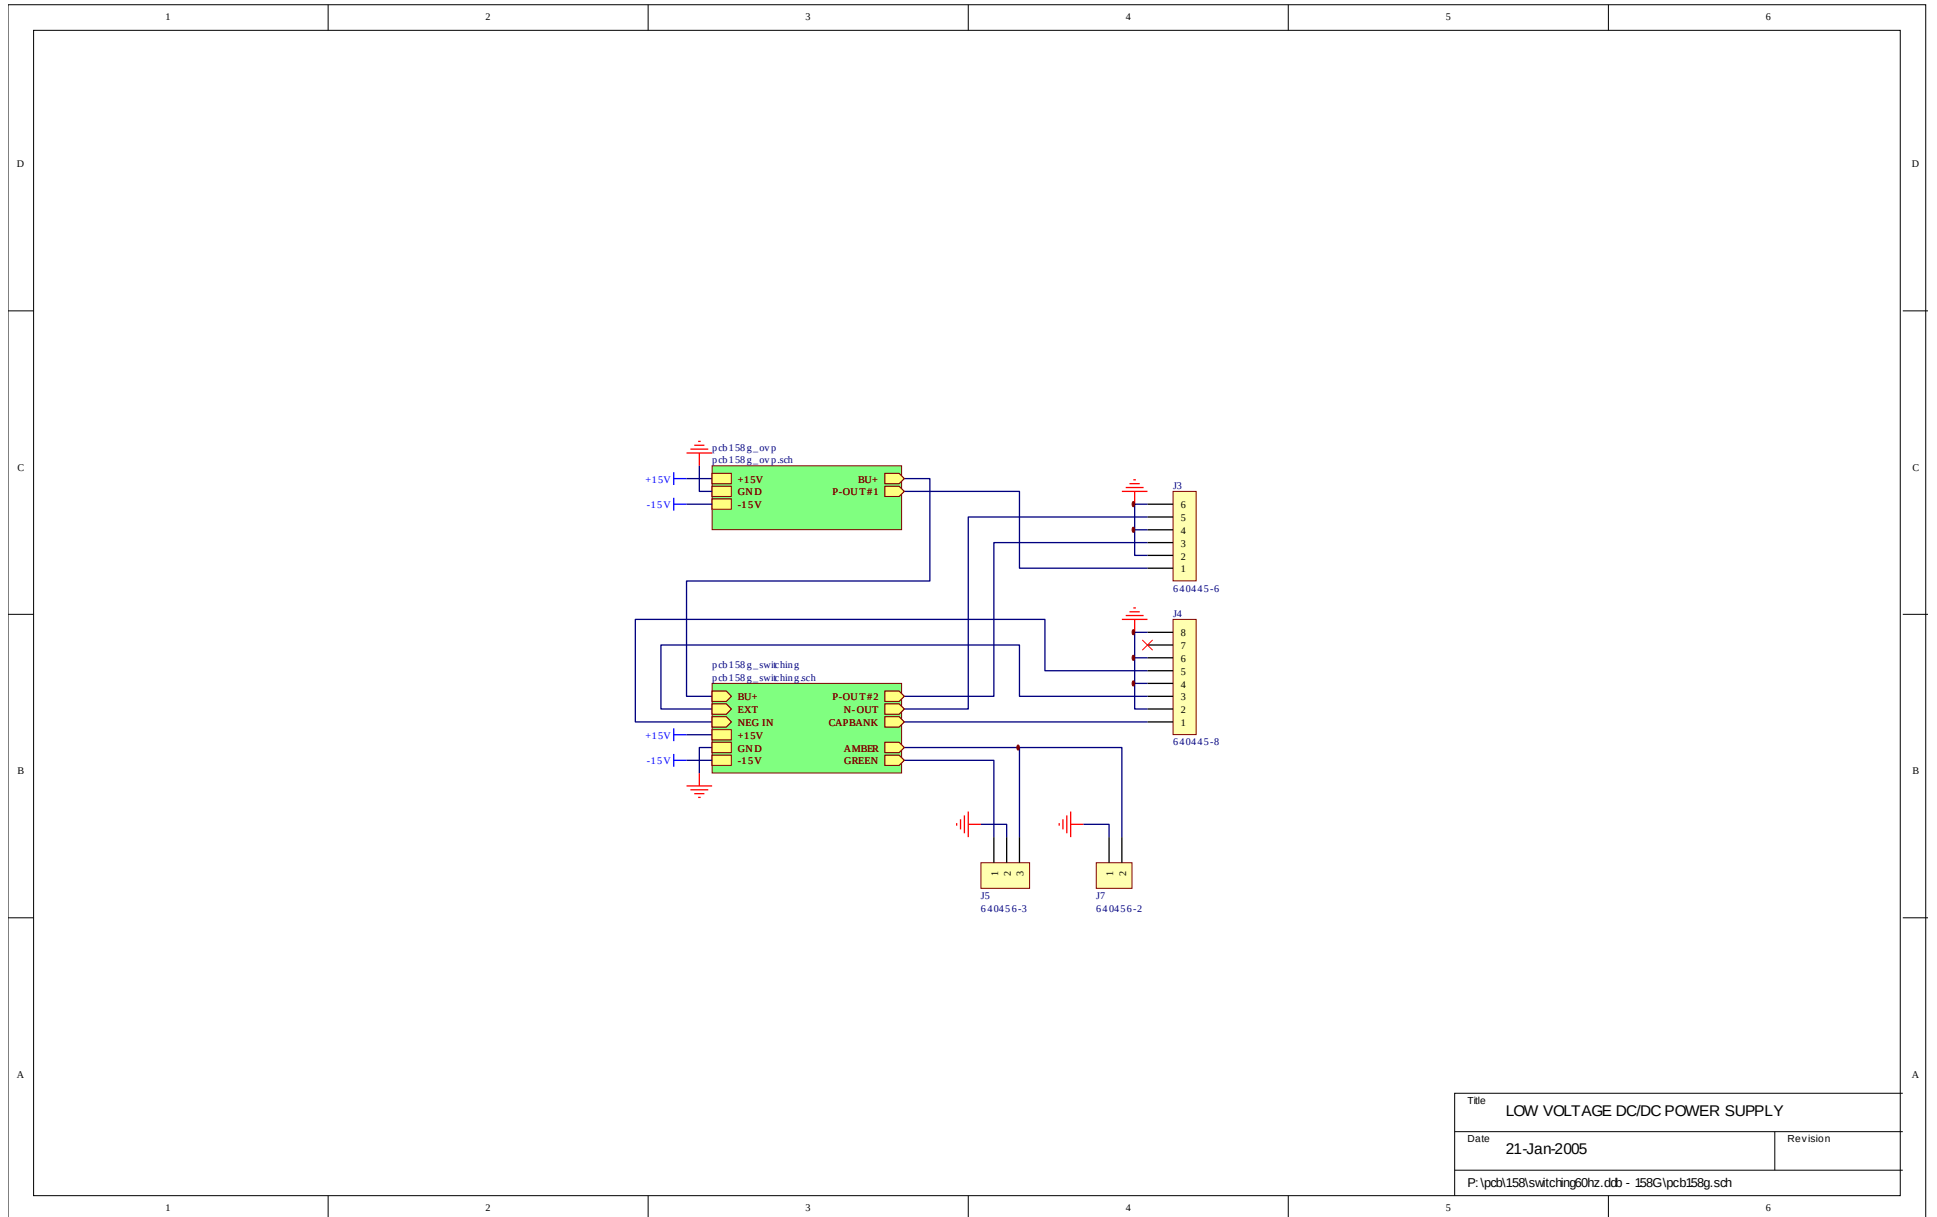 1 2 3 4 5 6
D D
C C
pcb158g_ovp
pcb158g_ovp.sch
+15V +15V BU+
GND P-OUT#1
-15V -15V
J3
6
5
4
3
2
1
640445-6
J4
8
7
6
5
4
3
2
1
640445-8
pcb158g_switching
pcb158g_switching.sch
BU+ P-OUT#2
EXT N-OUT
NEG IN CAPBANK
+15V +15V
GND AMBER
-15V -15V GREEN
B B
1 2 3
J5
640456-3
1 2
J7
640456-2
A A
Title
LOW VOLTAGE DC/DC POWER SUPPLY
Date 21-Jan-2005 Revision
P:\pcb\158\switching60hz.ddb - 158G\pcb158g.sch
1 2 3 4 5 6